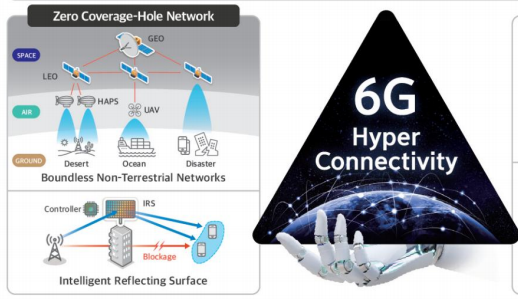 Zero Coverage-Hole Network
GEO
SPACE
LEO
HAPS
AIR
UAV
GROUND
Desert
Ocean
Disaster
Boundless Non-Terrestrial Networks
Controller
IRS
Blockage
Intelligent Reflecting Surface
6G
Hyper
Connectivity